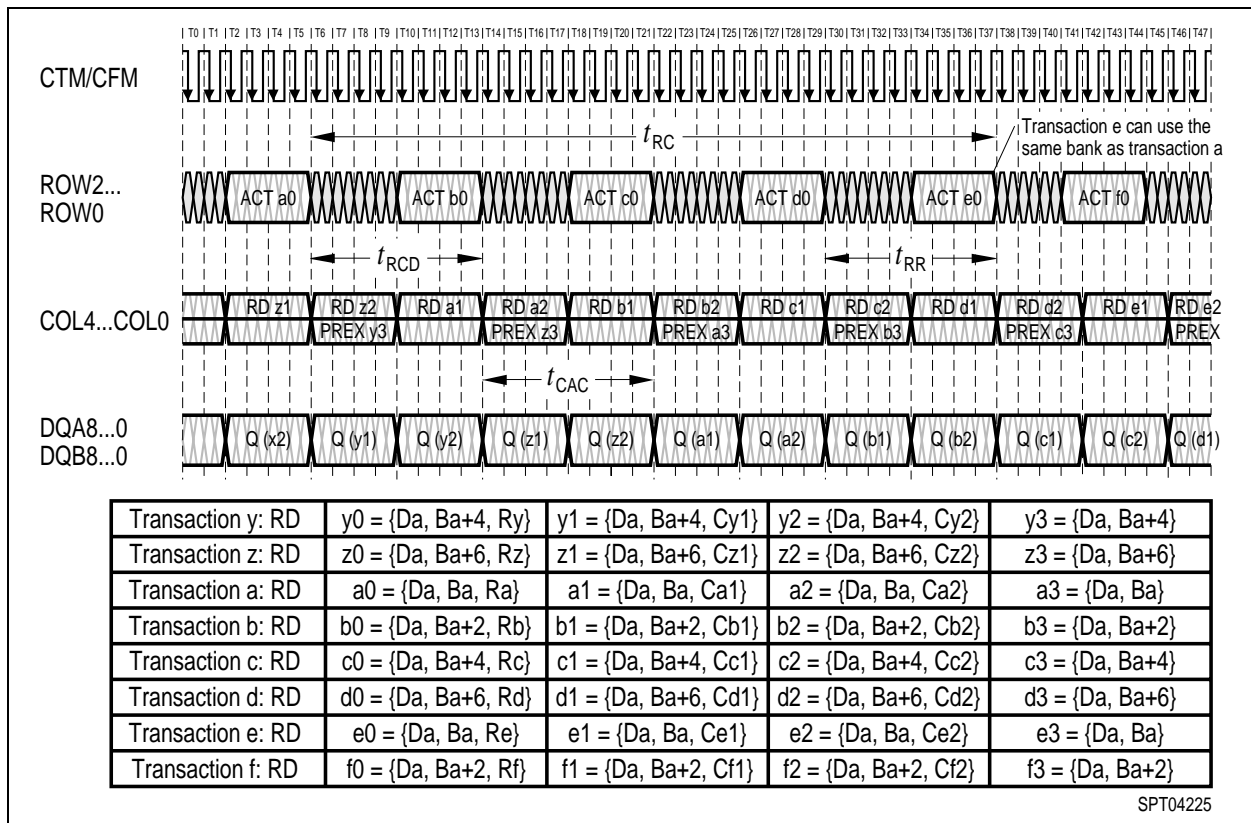 T0 T1 T2 T3 T4 T5 T6 T7 T8 T9 T10 T11 T12 T13 T14 T15 T16 T17 T18 T19 T20 T21 T22 T23 T24 T25 T26 T27 T28 T29 T30 T31 T32 T33 T34 T35 T36 T37 T38 T39 T40 T41 T42 T43 T44 T45 T46 T47
CTM/CFM
tRC
Transaction e can use the
same bank as transaction a
ROW2...
ROW0
ACT a0 ACT b0 ACT c0 ACT d0 ACT e0 ACT f0
tRCD tRR
COL4...COL0
RD z1 RD z2 RD a1 RD a2 RD b1 RD b2 RD c1 RD c2 RD d1 RD d2 RD e1 RD e2
PREX y3 PREX z3 PREX a3 PREX b3 PREX c3 PREX
tCAC
DQA8...0
DQB8...0
Q (x2) Q (y1) Q (y2) Q (z1) Q (z2) Q (a1) Q (a2) Q (b1) Q (b2) Q (c1) Q (c2) Q (d1)
Transaction y: RD y0 = {Da, Ba+4, Ry} y1 = {Da, Ba+4, Cy1} y2 = {Da, Ba+4, Cy2} y3 = {Da, Ba+4}
Transaction z: RD z0 = {Da, Ba+6, Rz} z1 = {Da, Ba+6, Cz1} z2 = {Da, Ba+6, Cz2} z3 = {Da, Ba+6}
Transaction a: RD a0 = {Da, Ba, Ra} a1 = {Da, Ba, Ca1} a2 = {Da, Ba, Ca2} a3 = {Da, Ba}
Transaction b: RD b0 = {Da, Ba+2, Rb} b1 = {Da, Ba+2, Cb1} b2 = {Da, Ba+2, Cb2} b3 = {Da, Ba+2}
Transaction c: RD c0 = {Da, Ba+4, Rc} c1 = {Da, Ba+4, Cc1} c2 = {Da, Ba+4, Cc2} c3 = {Da, Ba+4}
Transaction d: RD d0 = {Da, Ba+6, Rd} d1 = {Da, Ba+6, Cd1} d2 = {Da, Ba+6, Cd2} d3 = {Da, Ba+6}
Transaction e: RD e0 = {Da, Ba, Re} e1 = {Da, Ba, Ce1} e2 = {Da, Ba, Ce2} e3 = {Da, Ba}
Transaction f: RD f0 = {Da, Ba+2, Rf} f1 = {Da, Ba+2, Cf1} f2 = {Da, Ba+2, Cf2} f3 = {Da, Ba+2}
SPT04225